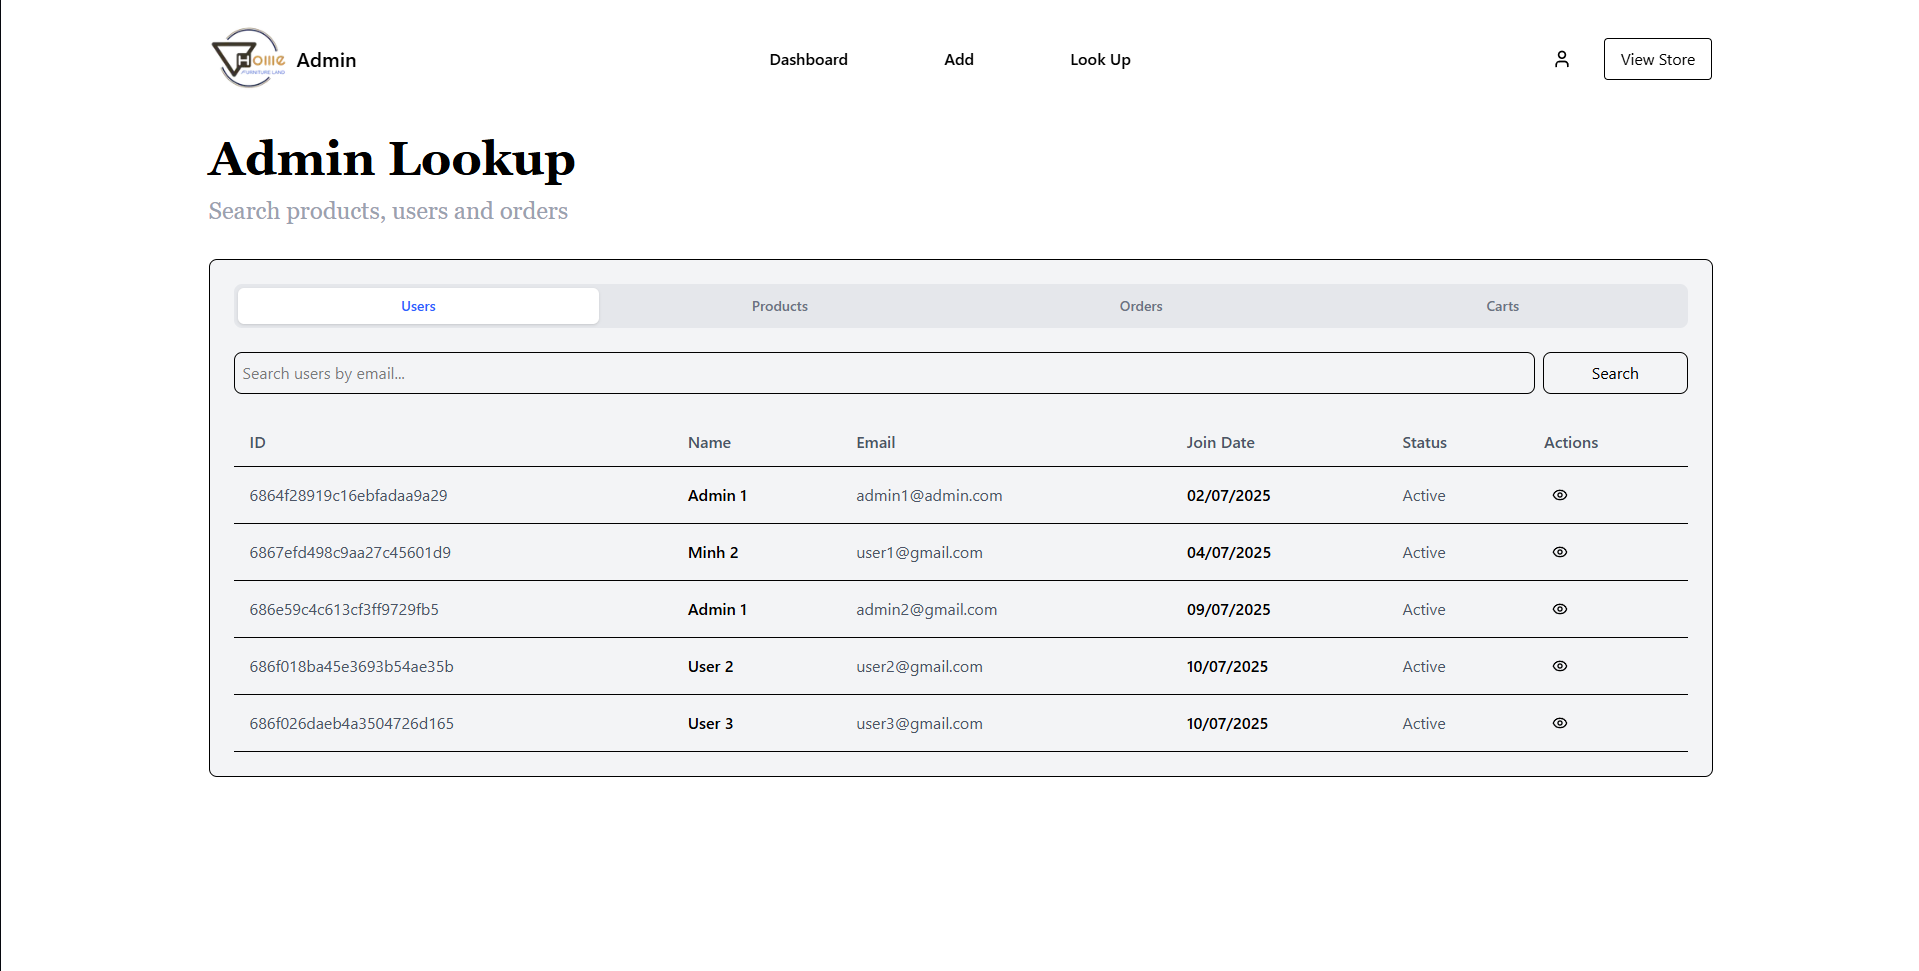 Home
FURNITURE LAND
Admin
Dashboard
Add
Look Up
View Store
Admin Lookup
Search products, users and orders
Users Products Orders Carts
Search users by email...
Search
ID Name Email Join Date Status Actions
6864f28919c16ebfadaa9a29 Admin 1 admin1@admin.com 02/07/2025 Active
6867efd498c9aa27c45601d9 Minh 2 user1@gmail.com 04/07/2025 Active
686e59c4c613cf3ff9729fb5 Admin 1 admin2@gmail.com 09/07/2025 Active
686f018ba45e3693b54ae35b User 2 user2@gmail.com 10/07/2025 Active
686f026daeb4a3504726d165 User 3 user3@gmail.com 10/07/2025 Active